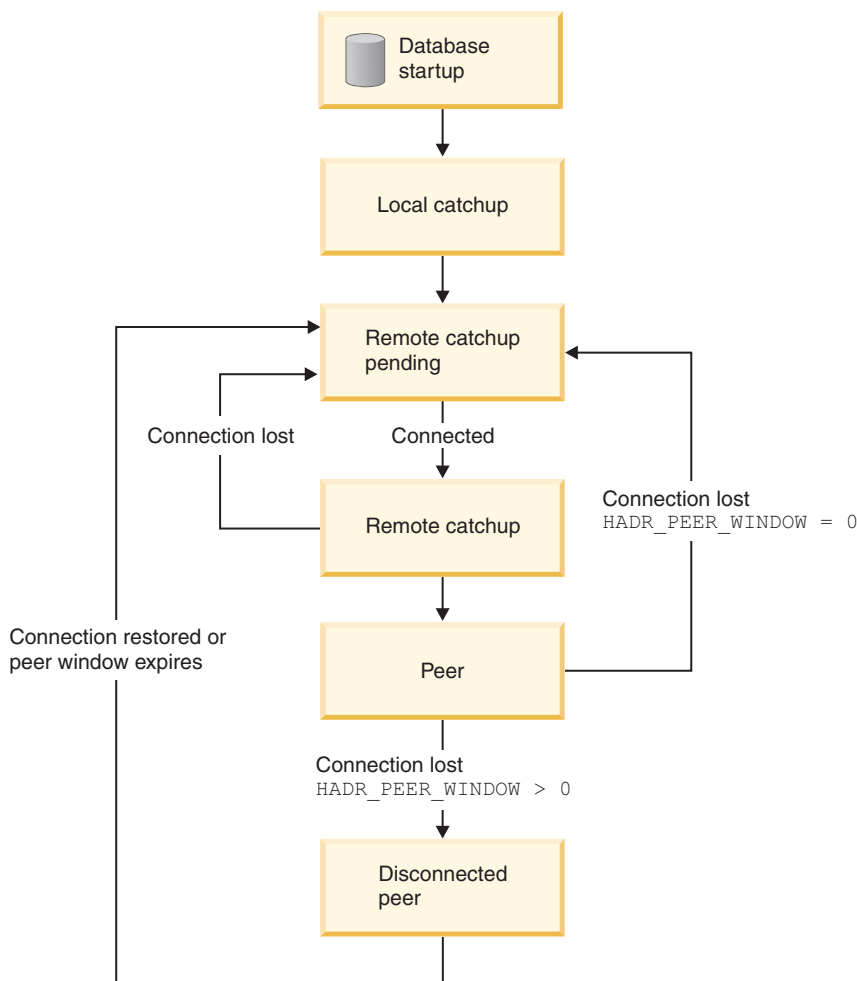 Database
startup
Local catchup
Remote catchup
pending
Connection lost
Connected
Remote catchup
Connection lost
HADR_PEER_WINDOW = 0
Connection restored or
peer window expires
Peer
Connection lost
HADR_PEER_WINDOW > 0
Disconnected
peer